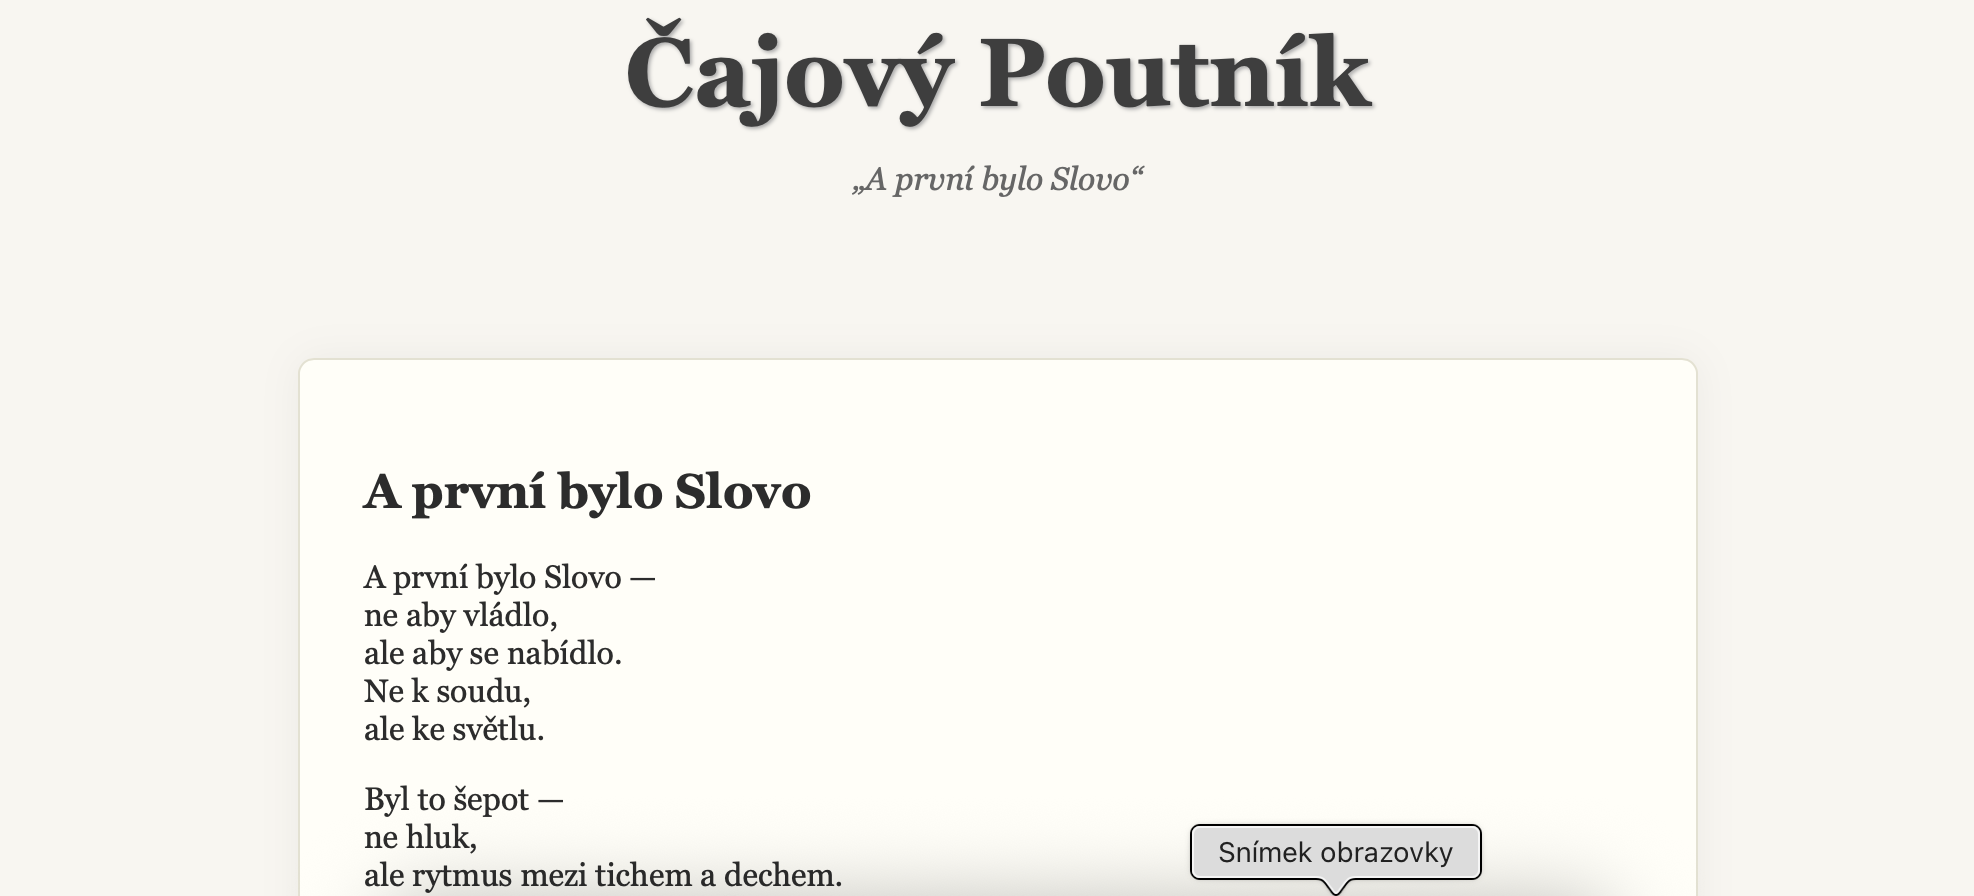 Čajový Poutník
„A první bylo Slovo“
A první bylo Slovo
A první bylo Slovo —
ne aby vládlo,
ale aby se nabídlo.
Ne k soudu,
ale ke světlu.
Byl to šepot —
ne hluk,
ale rytmus mezi tichem a dechem.
Snímek obrazovky